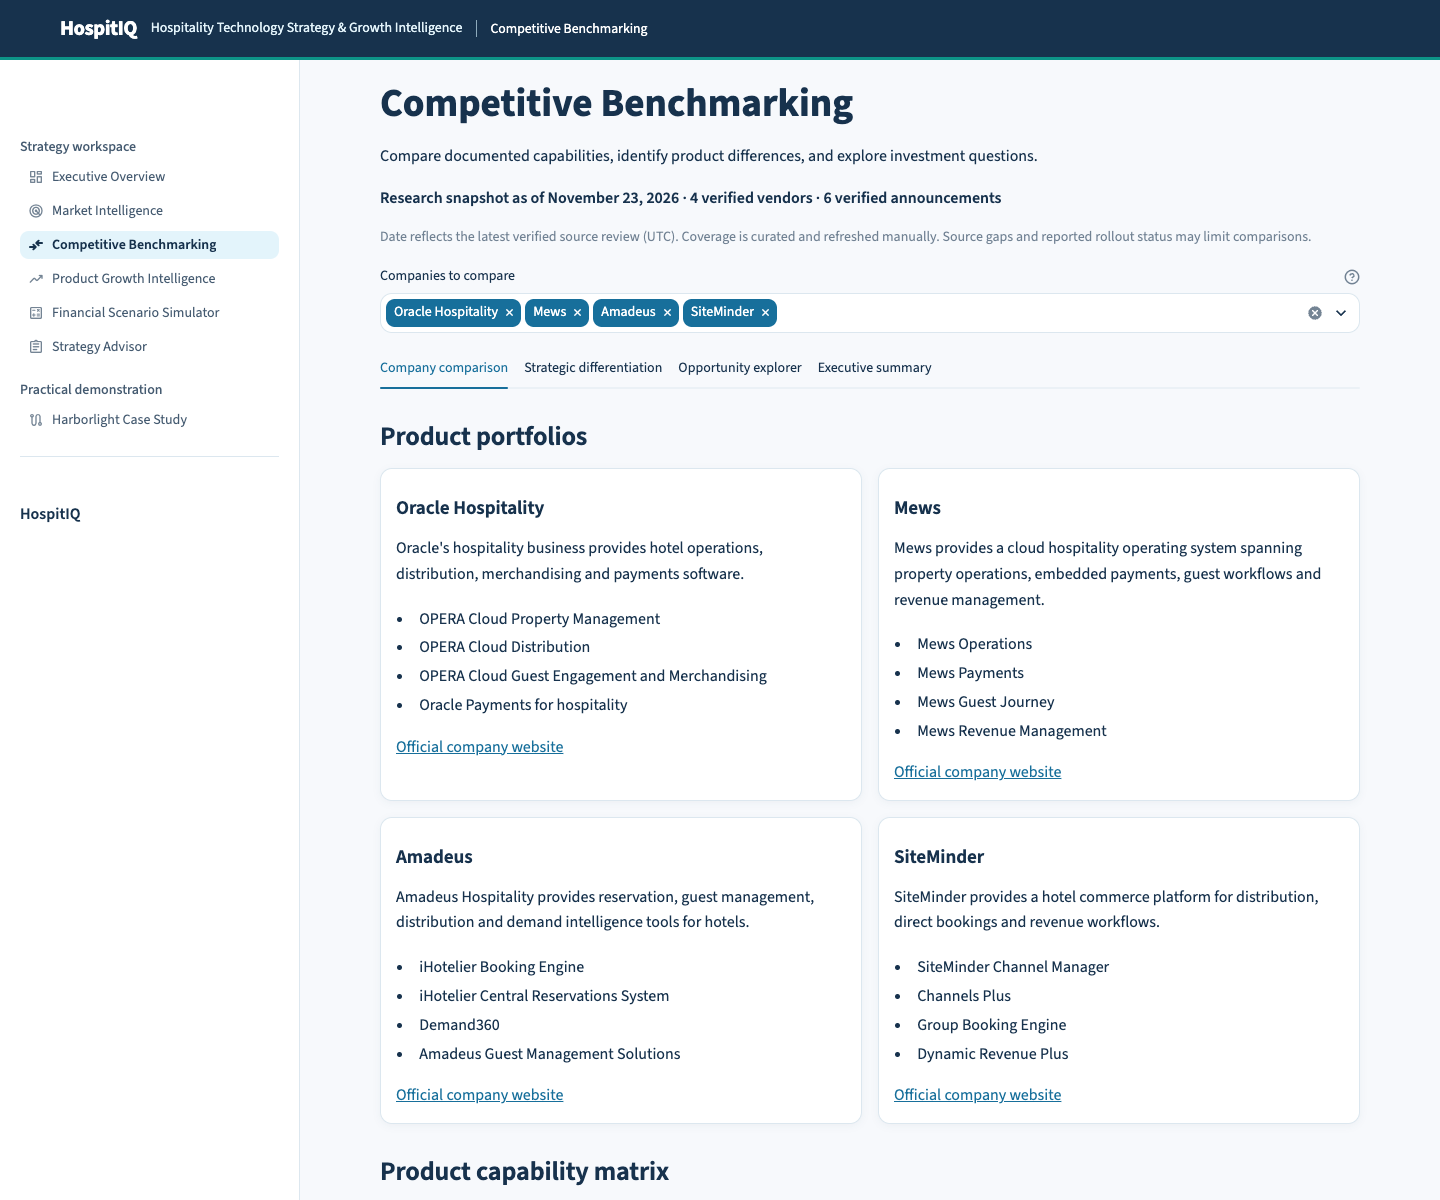 HospitIQ
Hospitality Technology Strategy & Growth Intelligence
Competitive Benchmarking
Strategy workspace
Executive Overview
Market Intelligence
Competitive Benchmarking
Product Growth Intelligence
Financial Scenario Simulator
Strategy Advisor
Practical demonstration
Harborlight Case Study
HospitIQ
Competitive Benchmarking
Compare documented capabilities, identify product differences, and explore investment questions.
Research snapshot as of November 23, 2026 · 4 verified vendors · 6 verified announcements
Date reflects the latest verified source review (UTC). Coverage is curated and refreshed manually. Source gaps and reported rollout status may limit comparisons.
Companies to compare
Oracle Hospitality
Mews
Amadeus
SiteMinder
Company comparison
Strategic differentiation
Opportunity explorer
Executive summary
Product portfolios
Oracle Hospitality
Oracle's hospitality business provides hotel operations,
distribution, merchandising and payments software.
• OPERA Cloud Property Management
• OPERA Cloud Distribution
• OPERA Cloud Guest Engagement and Merchandising
• Oracle Payments for hospitality
Official company website
Mews
Mews provides a cloud hospitality operating system spanning
property operations, embedded payments, guest workflows and
revenue management.
• Mews Operations
• Mews Payments
• Mews Guest Journey
• Mews Revenue Management
Official company website
Amadeus
Amadeus Hospitality provides reservation, guest management,
distribution and demand intelligence tools for hotels.
• iHotelier Booking Engine
• iHotelier Central Reservations System
• Demand360
• Amadeus Guest Management Solutions
Official company website
SiteMinder
SiteMinder provides a hotel commerce platform for distribution,
direct bookings and revenue workflows.
• SiteMinder Channel Manager
• Channels Plus
• Group Booking Engine
• Dynamic Revenue Plus
Official company website
Product capability matrix